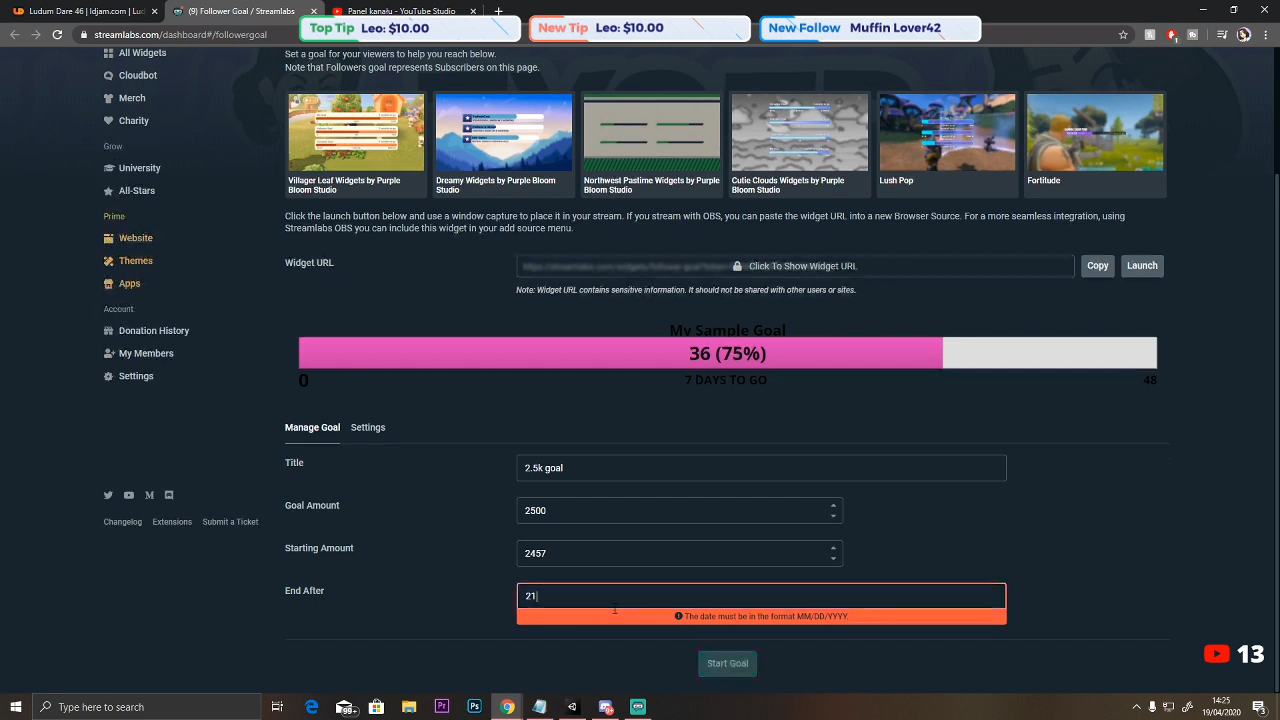 Ludum Dare 46 | Ludum Dare | Luc
(9) Follower Goal / Streamlabs
Panel / Streamlabs
Top Tip Leo: $10.00
New Tip Leo: $10.00
New Follow Muffin Lover42
All Widgets
Cloudbot
Merch
Charity
Grow
University
All-Stars
Prime
Website
Themes
Apps
Account
Donation History
My Members
Settings
Changelog Extensions Submit a Ticket
Set a goal for your viewers to help you reach below.
Note that Followers goal represents Subscribers on this page.
Villager Leaf Widgets by Purple
Bloom Studio
Dreamy Widgets by Purple Bloom
Studio
Northwest Pastime Widgets by Purple
Bloom Studio
Cutie Clouds Widgets by Purple
Bloom Studio
Lush Pop
Fortitude
Click the launch button below and use a window capture to place it in your stream. If you stream with OBS, you can paste the widget URL into a new Browser Source. For a more seamless integration, using
Streamlabs OBS you can include this widget in your add source menu.
Widget URL
Click To Show Widget URL
Copy
Launch
Note: Widget URL contains sensitive information. It should not be shared with other users or sites.
My Sample Goal
36 (75%)
0
7 DAYS TO GO
48
Manage Goal Settings
Title
2.5k goal
Goal Amount
2500
Starting Amount
2457
End After
21
The date must be in the format MM/DD/YYYY.
Start Goal
13
Type here to search
14:25
19/04/2020